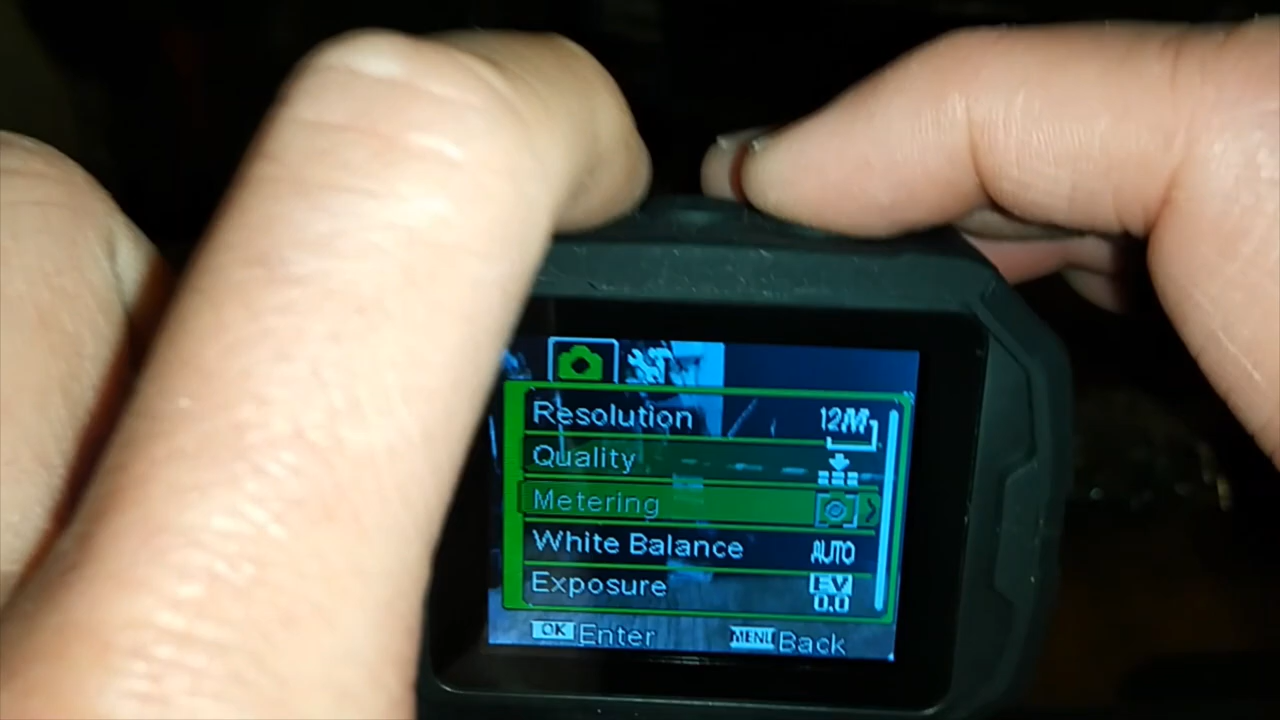 Resolution 12M
Quality
Metering
White Balance AUTO
Exposure EV 0.0
OK Enter MENU Back